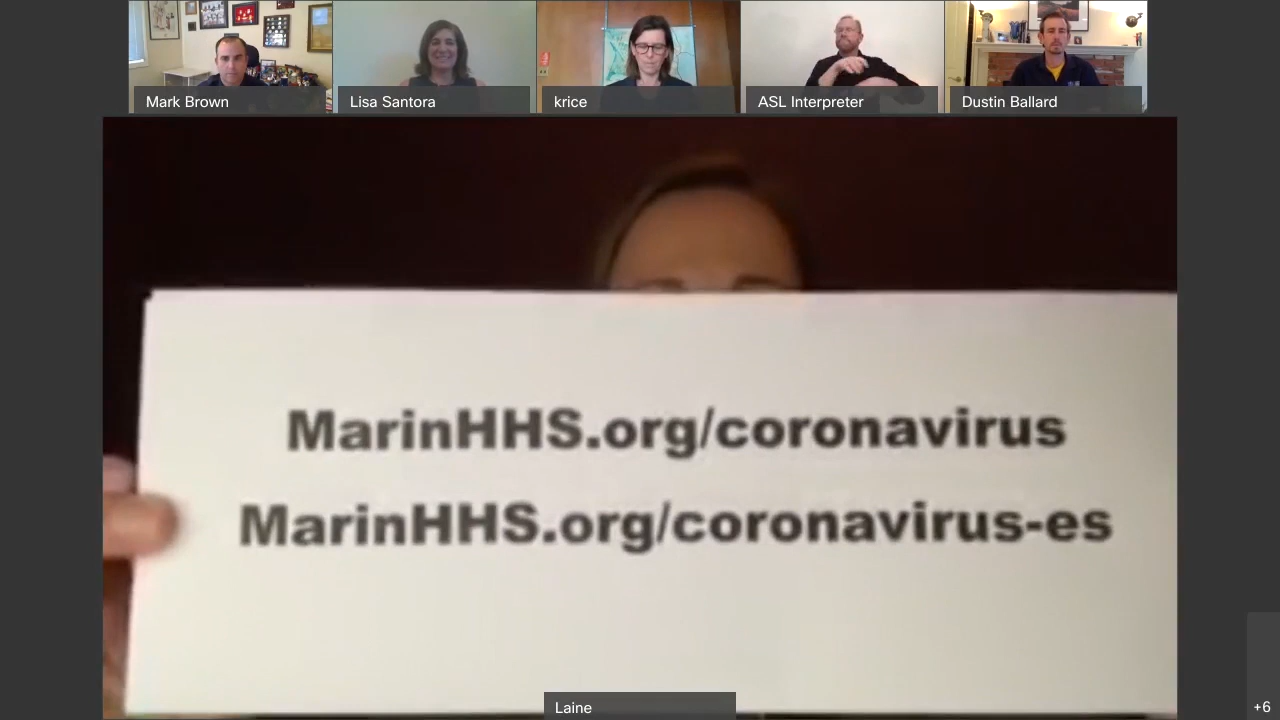 Mark Brown
Lisa Santora
krice
ASL Interpreter
Dustin Ballard
MarinHHS.org/coronavirus
MarinHHS.org/coronavirus-es
Laine
+6